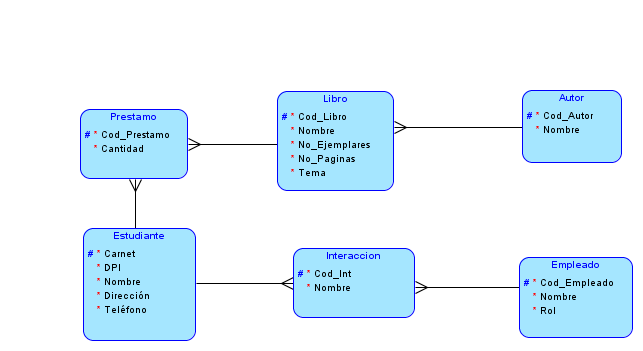 Prestamo
# * Cod_Prestamo
* Cantidad
Libro
# * Cod_Libro
* Nombre
* No_Ejemplares
* No_Paginas
* Tema
Autor
# * Cod_Autor
* Nombre
Estudiante
# * Carnet
* DPI
* Nombre
* Dirección
* Teléfono
Interaccion
# * Cod_Int
* Nombre
Empleado
# * Cod_Empleado
* Nombre
* Rol